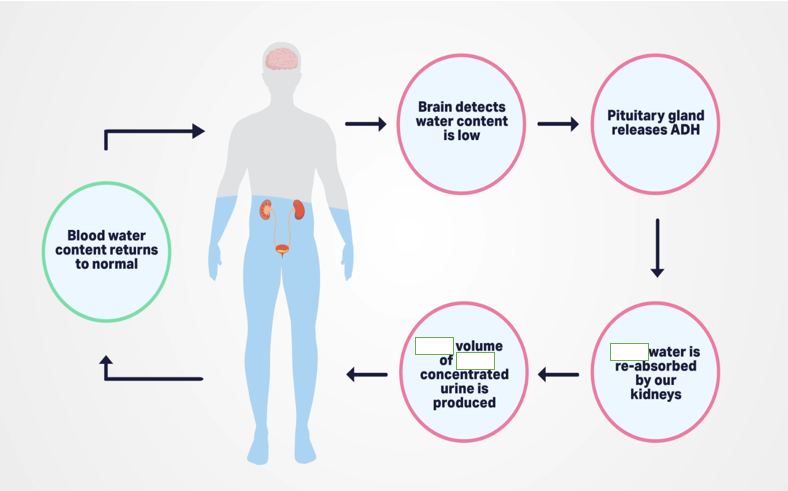 Brain detects
water content
is low
Pituitary gland
releases ADH
Blood water
content returns
to normal
volume
of
concentrated
urine is
produced
water is
re-absorbed
by our
kidneys